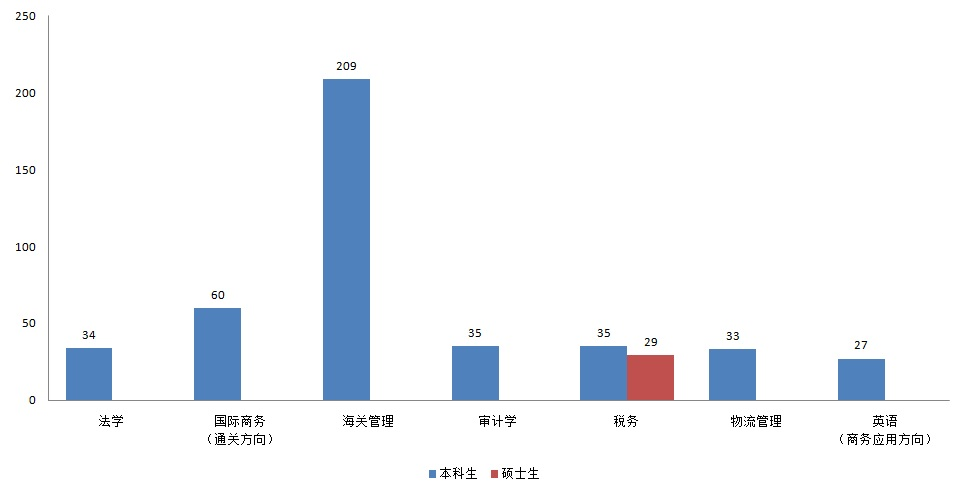 250
200
150
100
50
0
34
60
209
35
35
29
33
27
法学
国际商务
（通关方向）
海关管理
审计学
税务
物流管理
英语
（商务应用方向）
本科生
硕士生